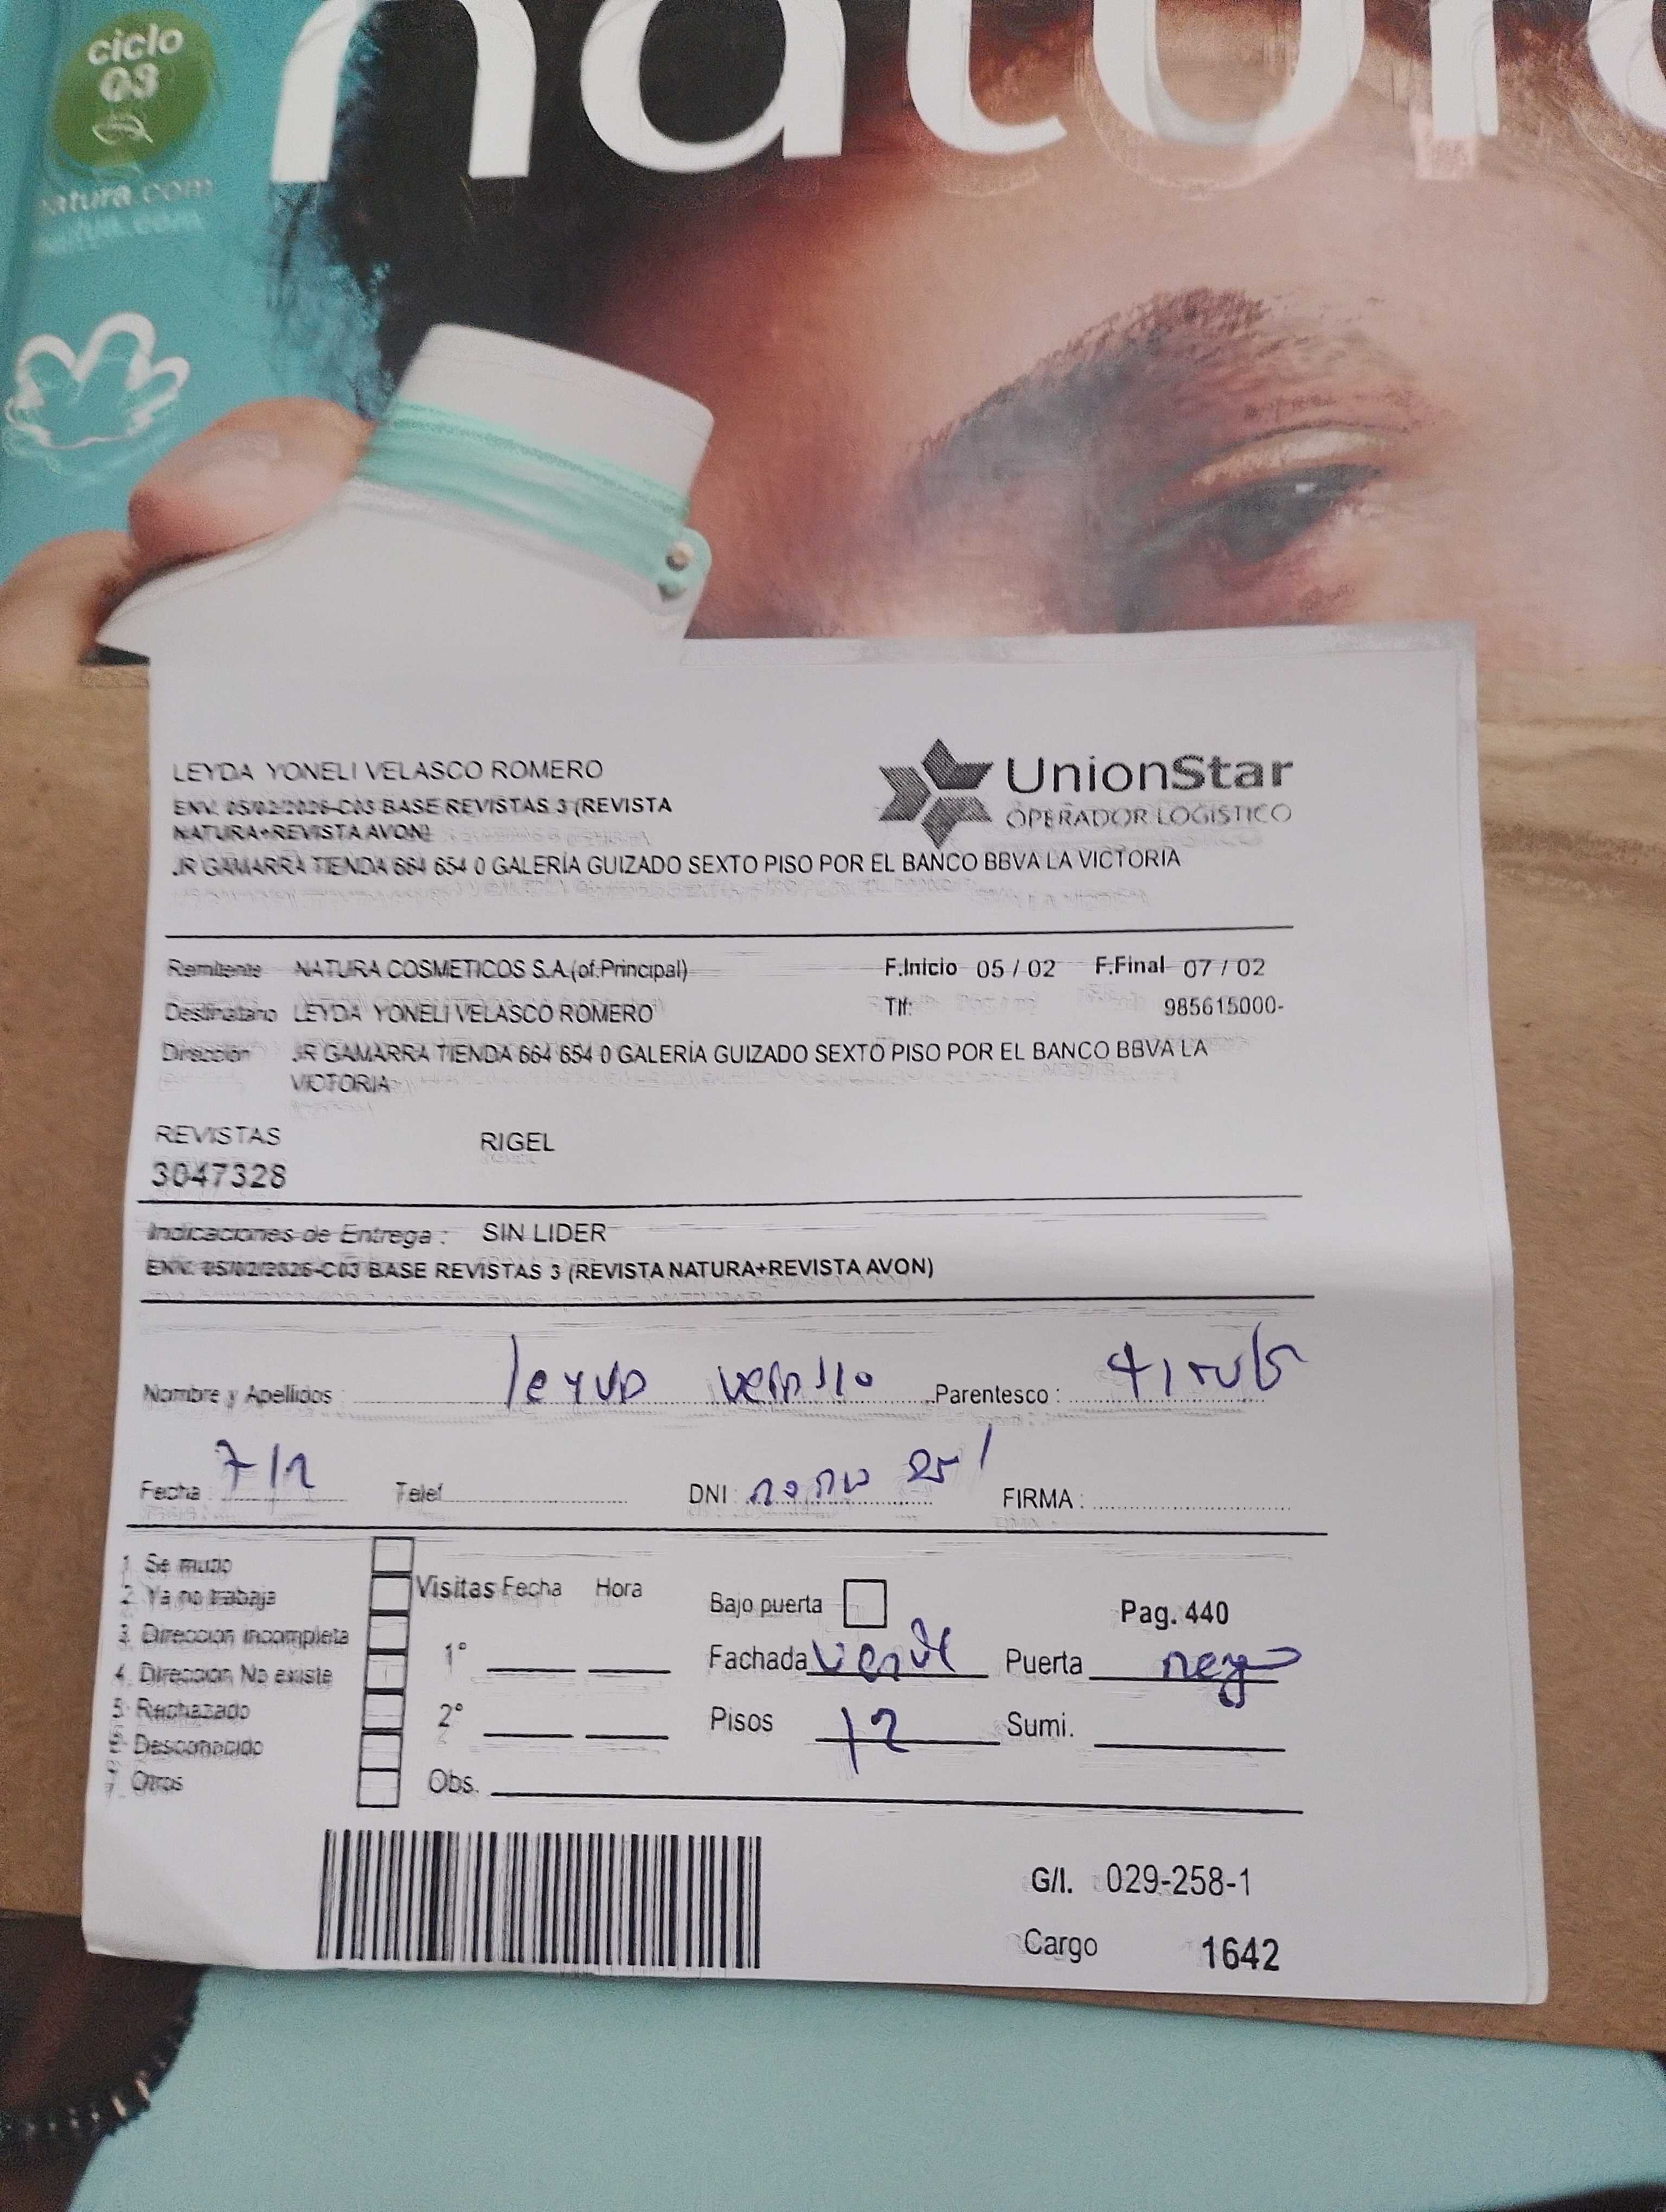 ciclo
03
natura
natura.com
LEYDA YONELI VELASCO ROMERO
ENV. 05/02/2026-C03 BASE REVISTAS 3 (REVISTA
NATURA+REVISTA AVON)
JR GAMARRA TIENDA 664 654 0 GALERÍA GUIZADO SEXTO PISO POR EL BANCO BBVA LA VICTORIA
UnionStar
OPERADOR LOGISTICO
Remitente NATURA COSMETICOS S.A.(of.Principal) F.Inicio 05 / 02 F.Final 07 / 02
Destinatario LEYDA YONELI VELASCO ROMERO Tlf: 985615000-
Dirección JR GAMARRA TIENDA 664 654 0 GALERÍA GUIZADO SEXTO PISO POR EL BANCO BBVA LA
VICTORIA
REVISTAS RIGEL
3047328
Indicaciones de Entrega : SIN LIDER
ENV. 05/02/2026-C03 BASE REVISTAS 3 (REVISTA NATURA+REVISTA AVON)
Nombre y Apellidos : Parentesco :
Fecha : 7/2 Telef. DNI : FIRMA :
1. Se mudo
2. Ya no trabaja
3. Direccion incompleta
4. Direccion No existe
5. Rechazado
6. Desconocido
7. Otros
Visitas Fecha Hora
1°
2°
Obs.
Bajo puerta Pag. 440
Fachada verde Puerta negro
Pisos 12 Sumi.
G/I. 029-258-1
Cargo 1642